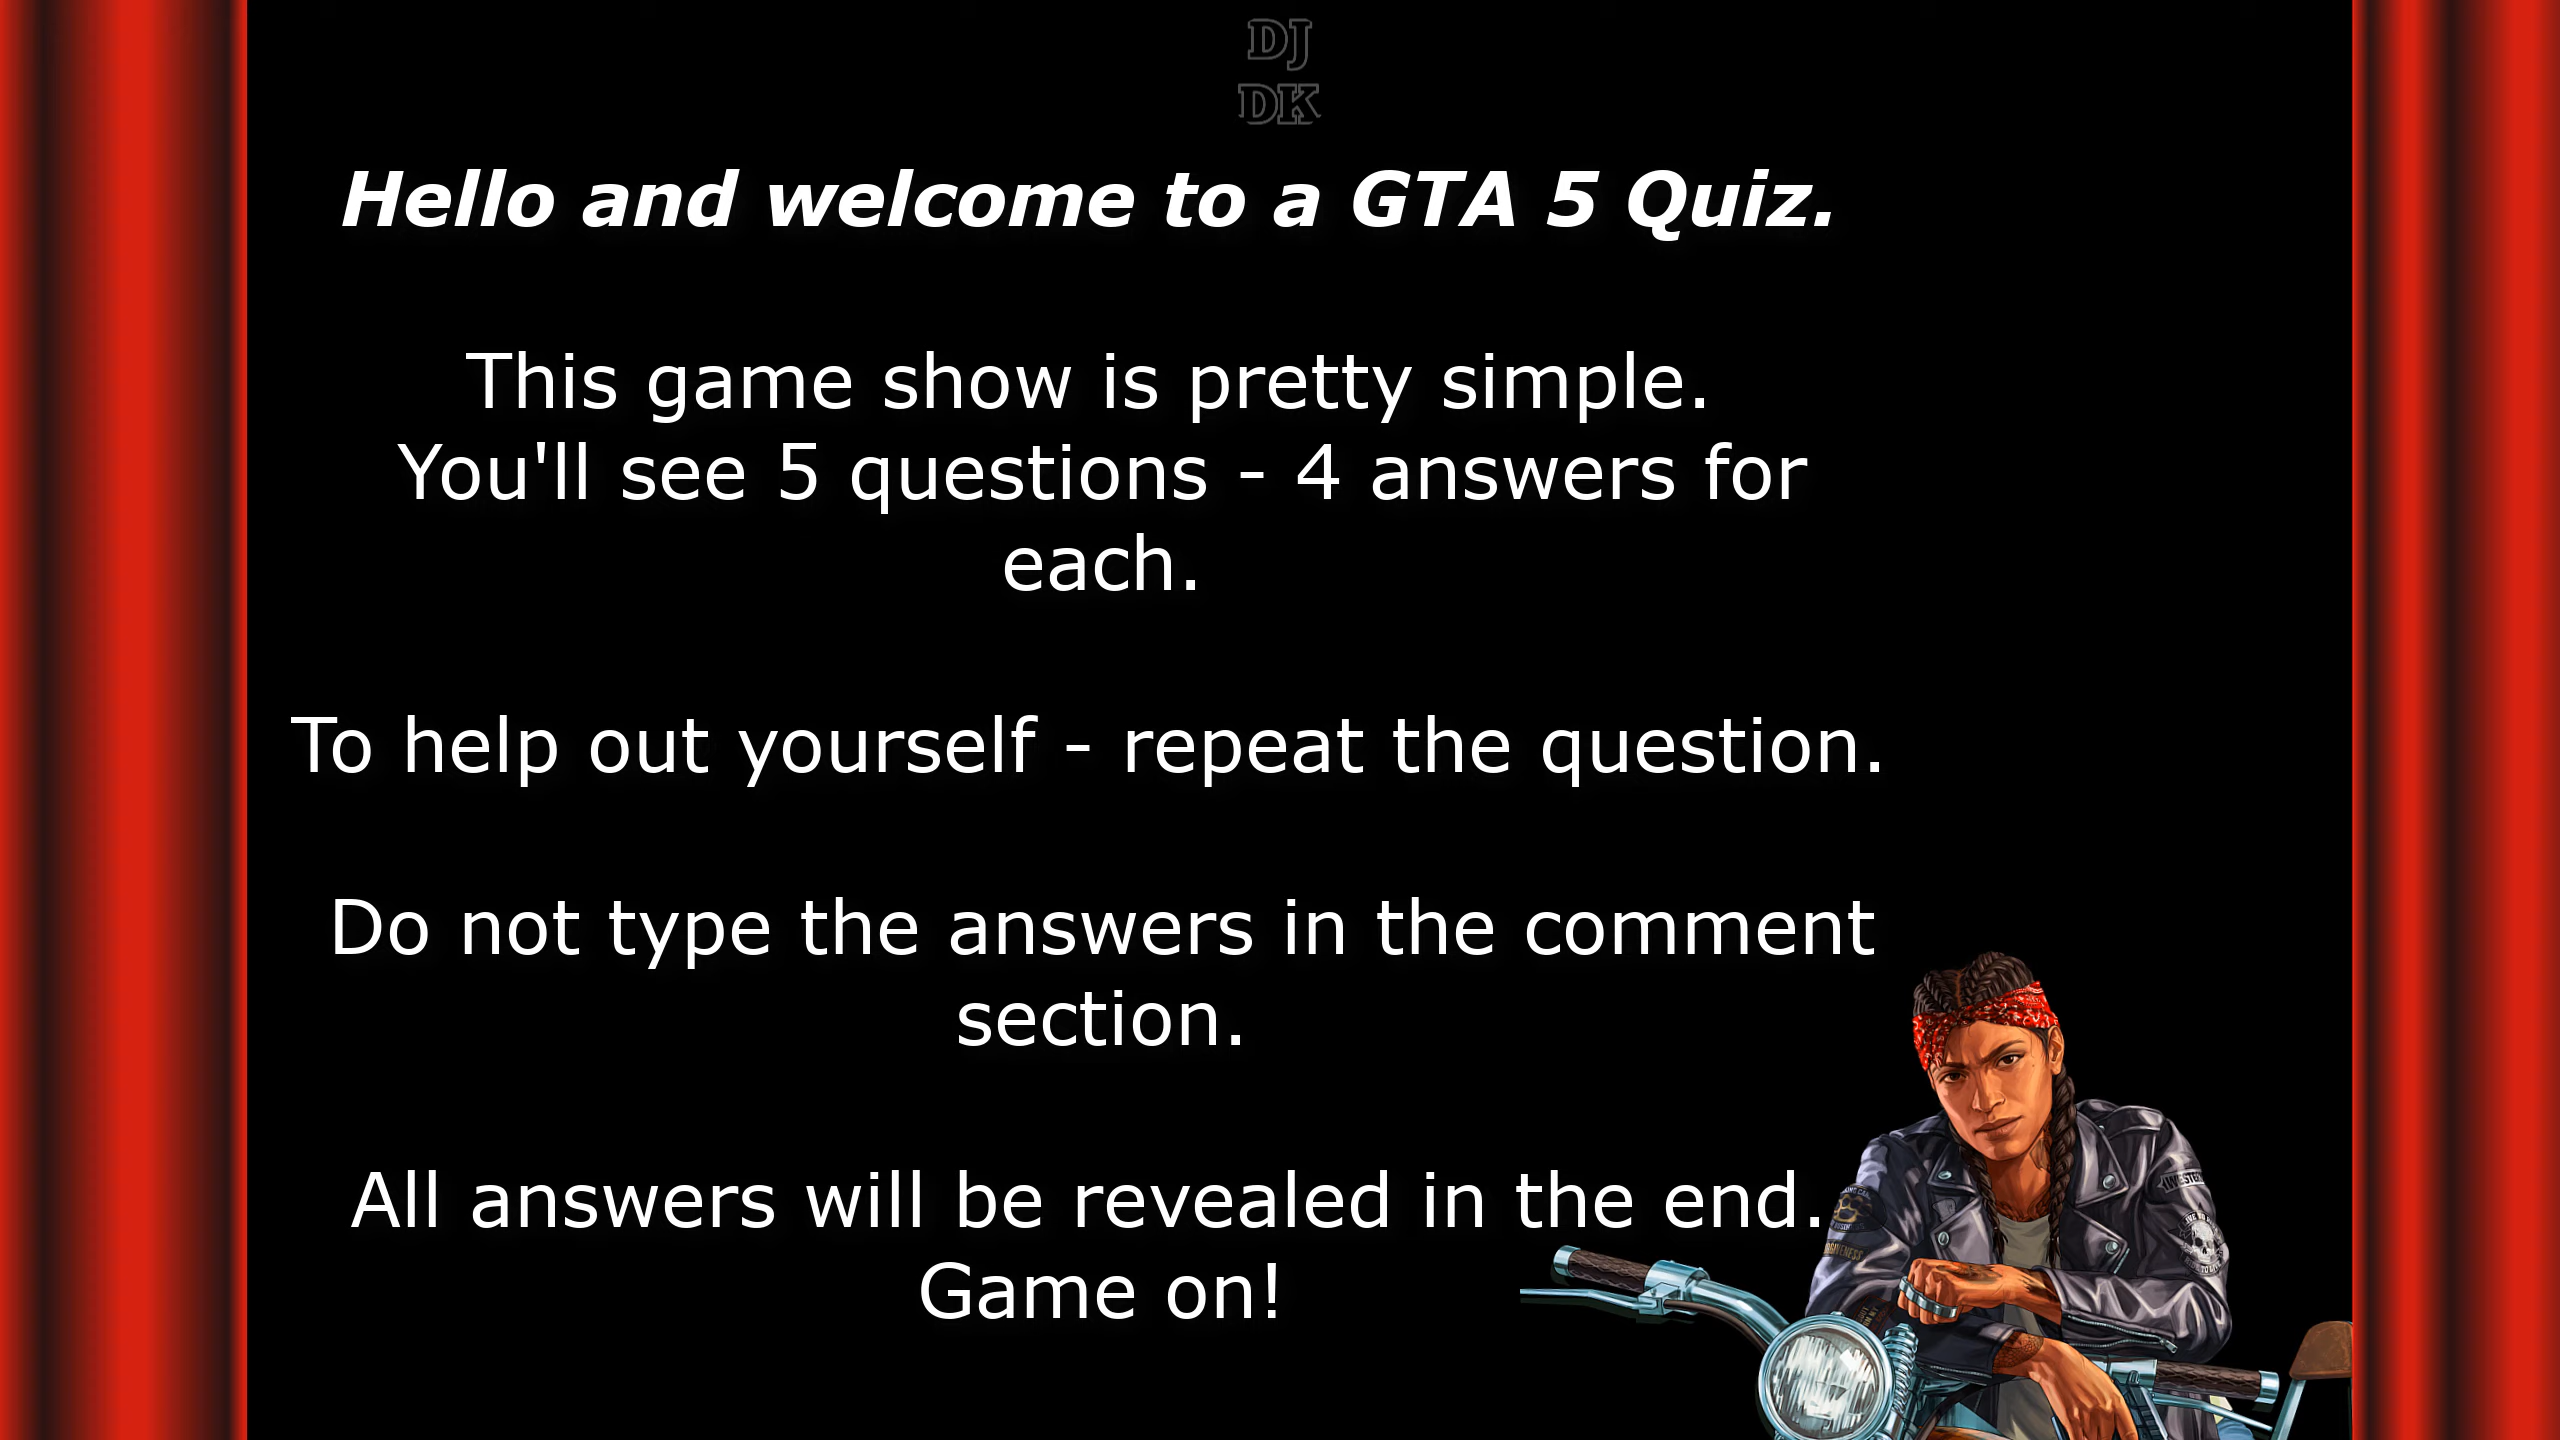 DJ
DK
Hello and welcome to a GTA 5 Quiz.
This game show is pretty simple.
You'll see 5 questions - 4 answers for
each.
To help out yourself - repeat the question.
Do not type the answers in the comment
section.
All answers will be revealed in the end.
Game on!